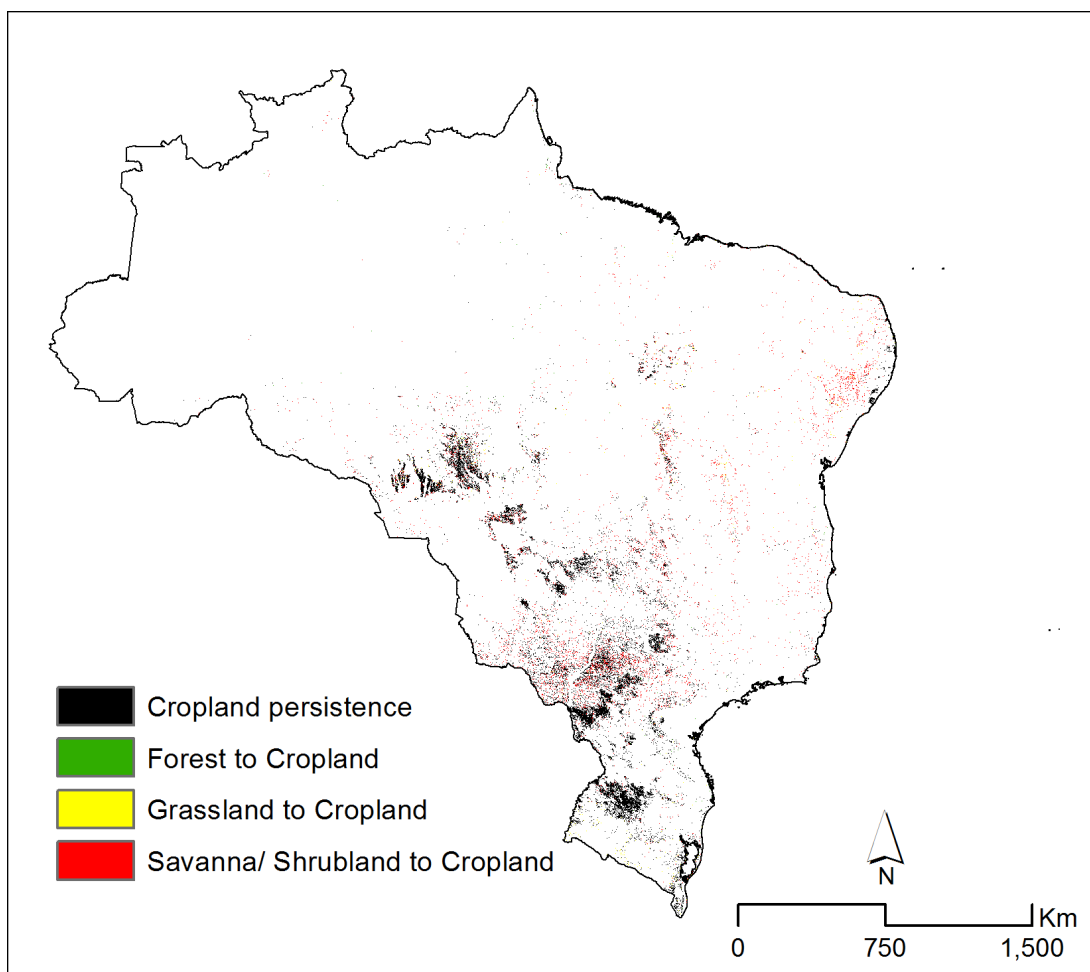 Cropland persistence
Forest to Cropland
Grassland to Cropland
Savanna/ Shrubland to Cropland
N
Km
0 750 1,500